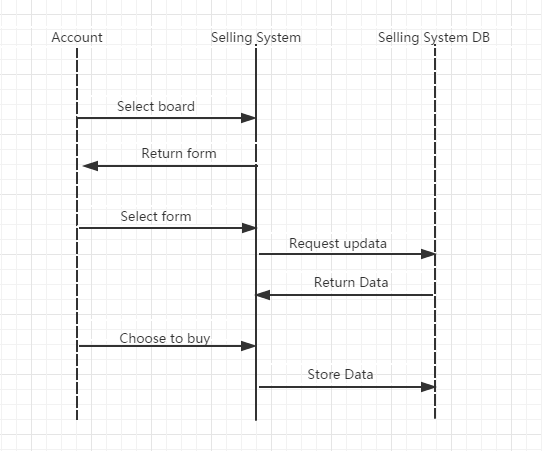 Account
Selling System
Selling System DB
Select board
Return form
Select form
Request updata
Return Data
Choose to buy
Store Data